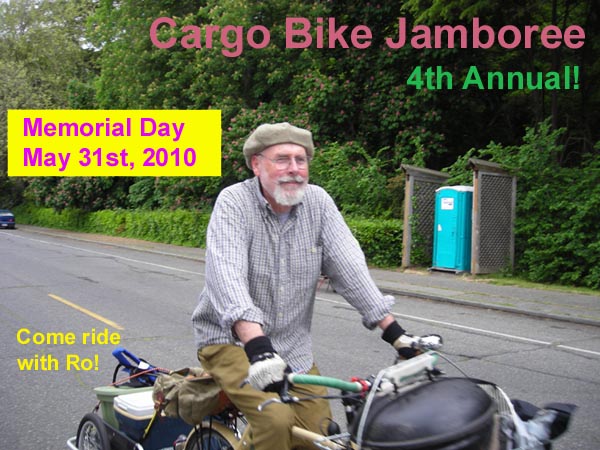 Cargo Bike Jamboree
4th Annual!
Memorial Day
May 31st, 2010
Come ride
with Ro!